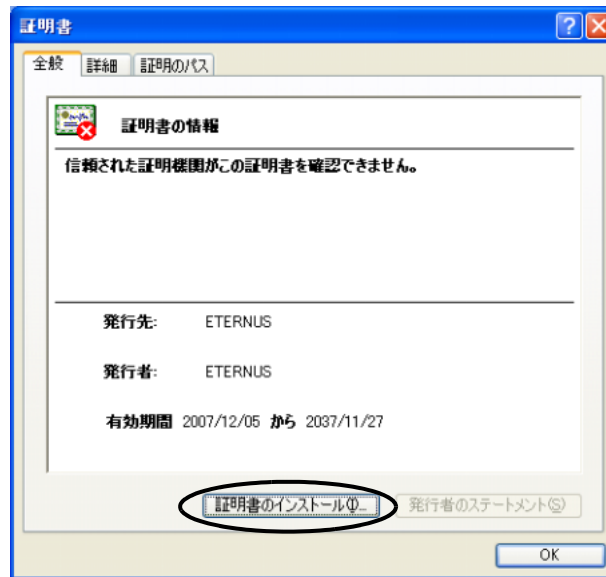 証明書
全般 詳細 証明のパス
証明書の情報
信頼された証明機関がこの証明書を確認できません。
発行先: ETERNUS
発行者: ETERNUS
有効期間 2007/12/05 から 2037/11/27
証明書のインストール(I)... 発行者のステートメント(S)
OK